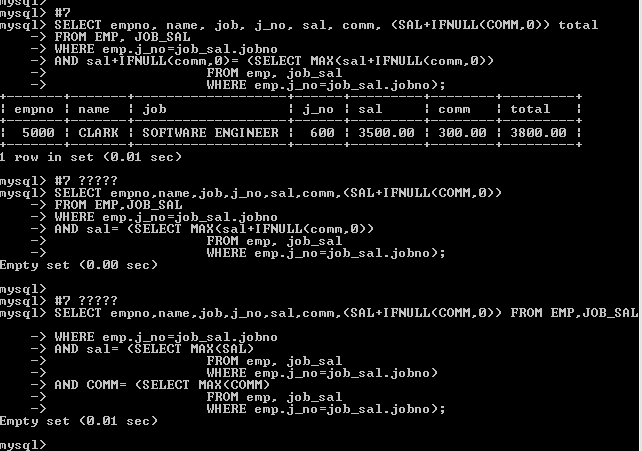 mysql>
mysql> #7
mysql> SELECT empno, name, job, j_no, sal, comm, (SAL+IFNULL(COMM,0)) total
    -> FROM EMP, JOB_SAL
    -> WHERE emp.j_no=job_sal.jobno
    -> AND sal+IFNULL(comm,0)= (SELECT MAX(sal+IFNULL(comm,0))
    ->                          FROM emp, job_sal
    ->                          WHERE emp.j_no=job_sal.jobno);
+-------+-------+-------------------+------+---------+--------+---------+
| empno | name  | job               | j_no | sal     | comm   | total   |
+-------+-------+-------------------+------+---------+--------+---------+
|  5000 | CLARK | SOFTWARE ENGINEER |  600 | 3500.00 | 300.00 | 3800.00 |
+-------+-------+-------------------+------+---------+--------+---------+
1 row in set (0.01 sec)
mysql> #7 ?????
mysql> SELECT empno,name,job,j_no,sal,comm,(SAL+IFNULL(COMM,0))
    -> FROM EMP,JOB_SAL
    -> WHERE emp.j_no=job_sal.jobno
    -> AND sal= (SELECT MAX(sal+IFNULL(comm,0))
    ->                          FROM emp, job_sal
    ->                          WHERE emp.j_no=job_sal.jobno);
Empty set (0.00 sec)
mysql>
mysql> #7 ?????
mysql> SELECT empno,name,job,j_no,sal,comm,(SAL+IFNULL(COMM,0)) FROM EMP,JOB_SAL
    -> WHERE emp.j_no=job_sal.jobno
    -> AND sal= (SELECT MAX(SAL)
    ->                          FROM emp, job_sal
    ->                          WHERE emp.j_no=job_sal.jobno)
    -> AND COMM= (SELECT MAX(COMM)
    ->                          FROM emp, job_sal
    ->                          WHERE emp.j_no=job_sal.jobno);
Empty set (0.01 sec)
mysql>